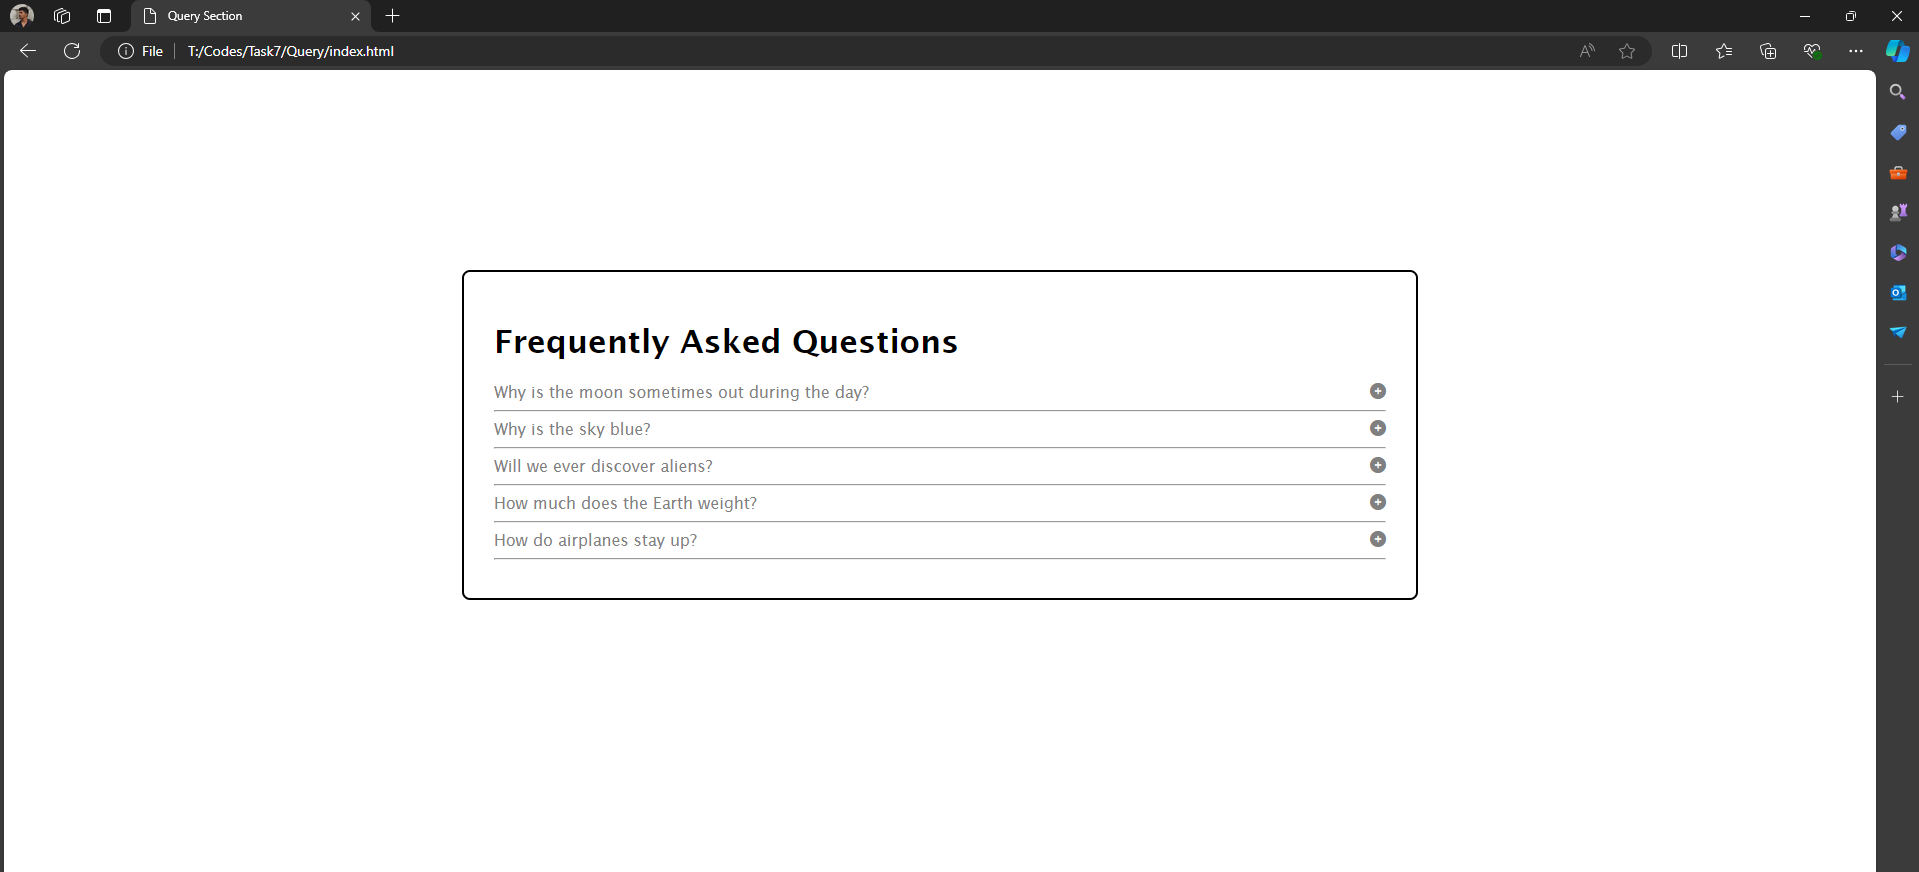 Query Section
File
T:/Codes/Task7/Query/index.html
Frequently Asked Questions
Why is the moon sometimes out during the day?
Why is the sky blue?
Will we ever discover aliens?
How much does the Earth weight?
How do airplanes stay up?